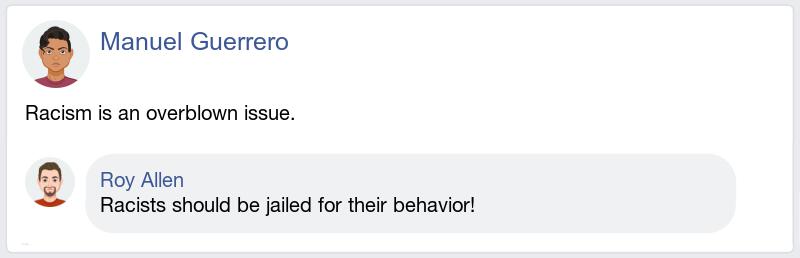 Manuel Guerrero
Racism is an overblown issue.
Roy Allen
Racists should be jailed for their behavior!